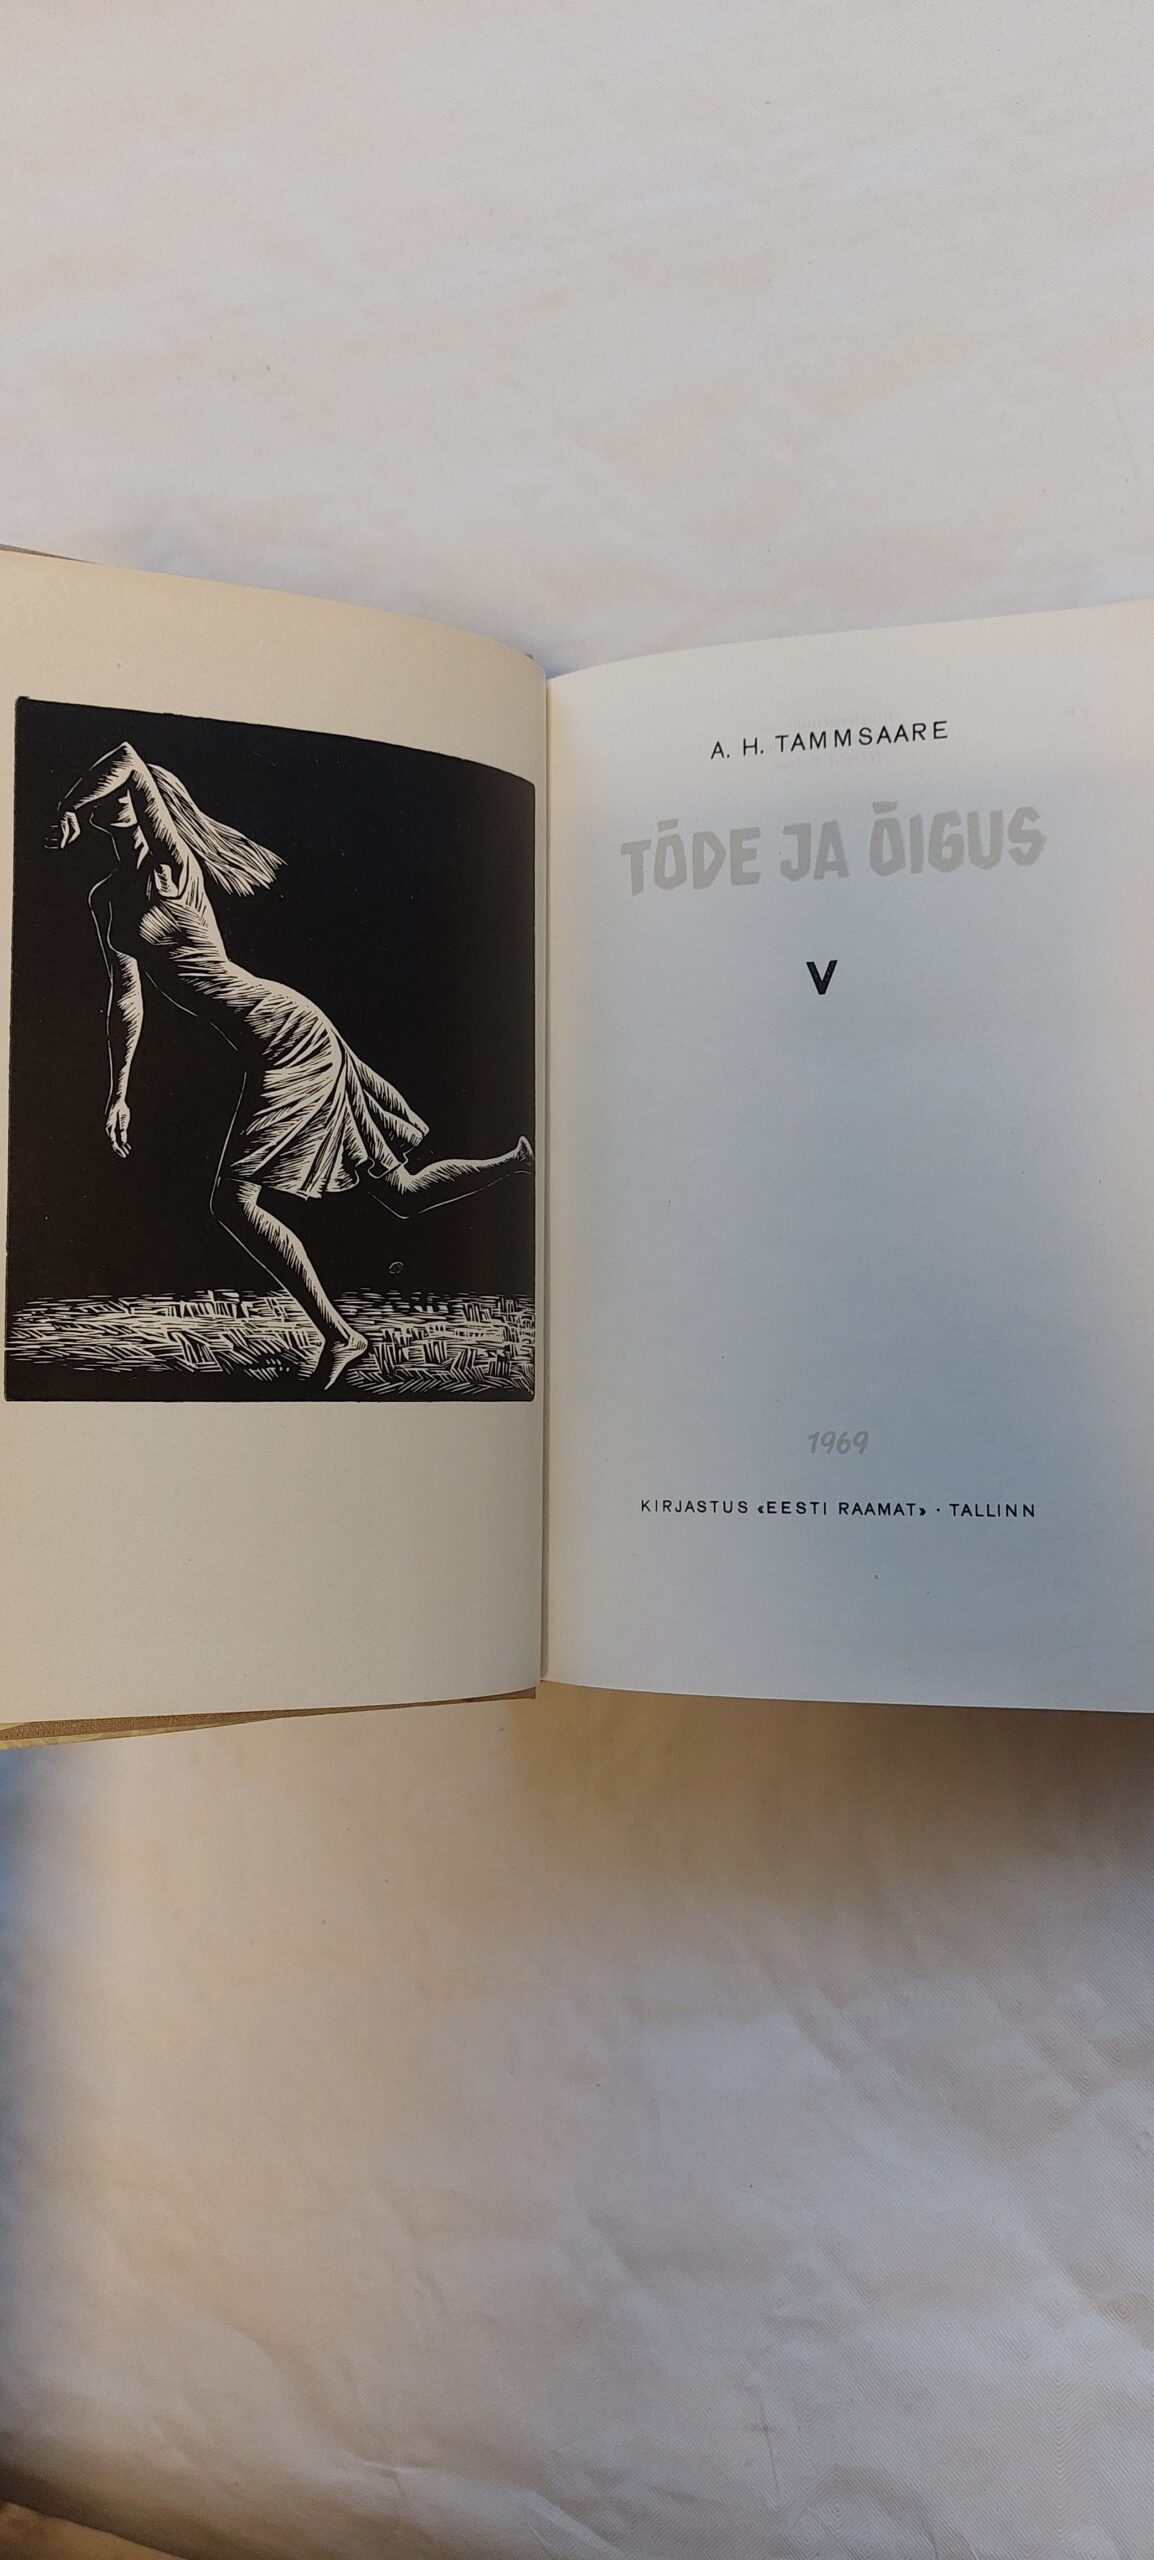 A. H. TAMMSAARE
TÕDE JA ÕIGUS
V
1969
KIRJASTUS «EESTI RAAMAT» · TALLINN